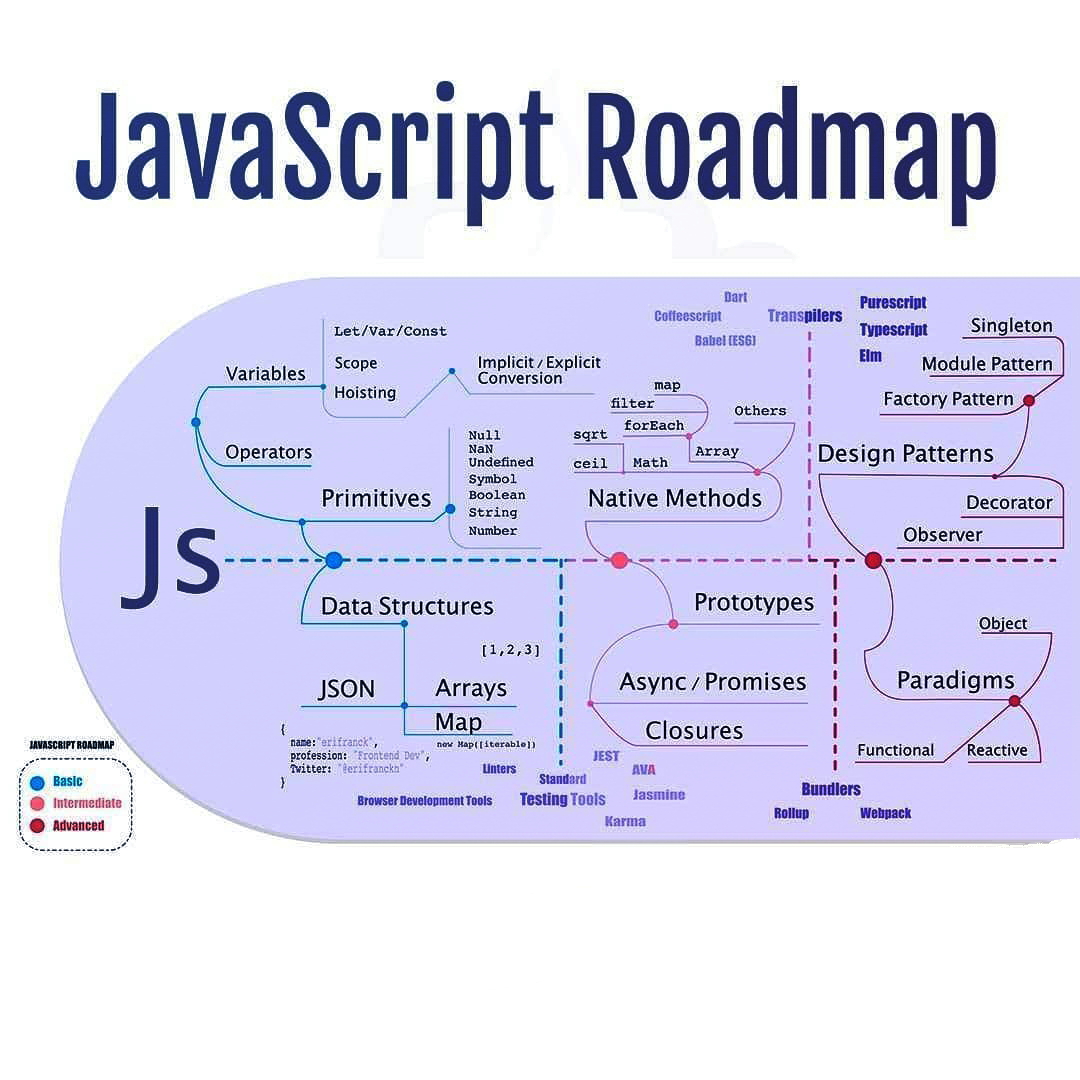 JavaScript Roadmap
Js
Variables
Let/Var/Const
Scope
Hoisting
Implicit / Explicit
Conversion
Operators
Primitives
Null
NaN
Undefined
Symbol
Boolean
String
Number
Data Structures
[1,2,3]
JSON
Arrays
Map
new Map([iterable])
{
name:"erifranck",
profession: "Frontend Dev",
Twitter: "@erifranckn"
}
Linters
Standard
Browser Development Tools
Testing Tools
JEST
AVA
Jasmine
Karma
Dart
Coffeescript
Transpilers
Babel (ES6)
Purescript
Typescript
Elm
map
filter
forEach
Others
sqrt
ceil
Math
Array
Native Methods
Prototypes
Async / Promises
Closures
Singleton
Module Pattern
Factory Pattern
Design Patterns
Decorator
Observer
Object
Paradigms
Functional
Reactive
Bundlers
Rollup
Webpack
JAVASCRIPT ROADMAP
Basic
Intermediate
Advanced